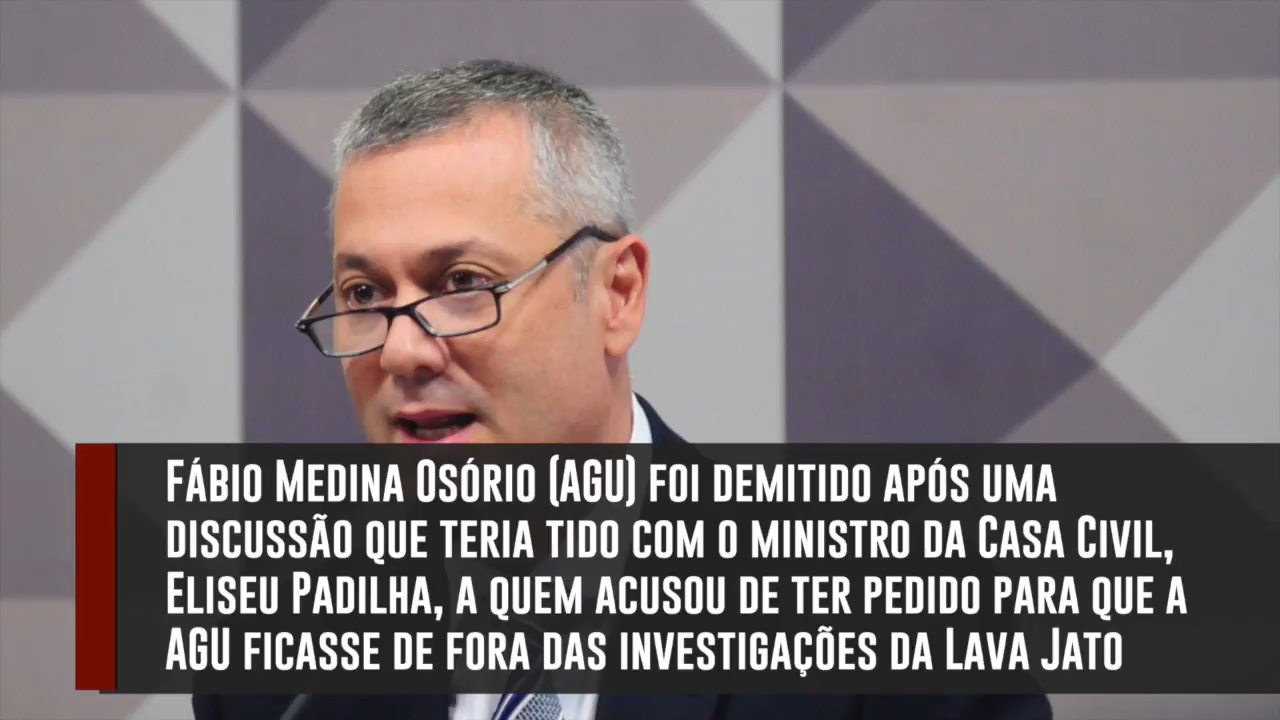 Fábio Medina Osório (AGU) foi demitido após uma
discussão que teria tido com o ministro da Casa Civil,
Eliseu Padilha, a quem acusou de ter pedido para que a
AGU ficasse de fora das investigações da Lava Jato